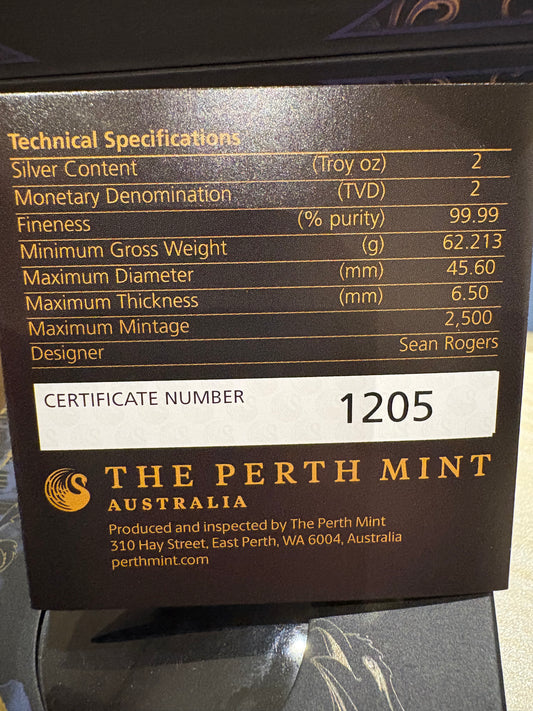 Technical Specifications
Silver Content (Troy oz) 2
Monetary Denomination (TVD) 2
Fineness (% purity) 99.99
Minimum Gross Weight (g) 62.213
Maximum Diameter (mm) 45.60
Maximum Thickness (mm) 6.50
Maximum Mintage 2,500
Designer Sean Rogers
CERTIFICATE NUMBER 1205
THE PERTH MINT
AUSTRALIA
Produced and inspected by The Perth Mint
310 Hay Street, East Perth, WA 6004, Australia
perthmint.com